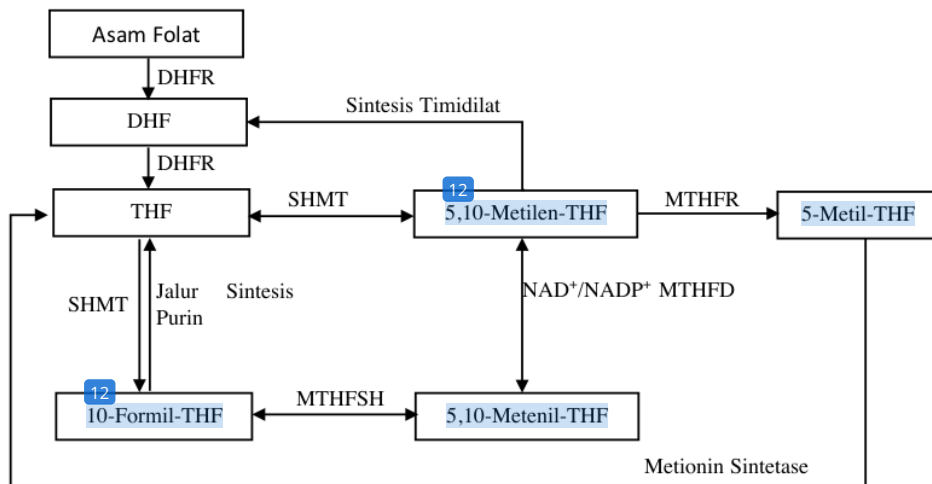 Asam Folat
DHFR
Sintesis Timidilat
DHF
DHFR
12
THF
SHMT
5,10-Metilen-THF
MTHFR
5-Metil-THF
SHMT
Jalur Sintesis
Purin
NAD⁺/NADP⁺ MTHFD
12
10-Formil-THF
MTHFSH
5,10-Metenil-THF
Metionin Sintetase